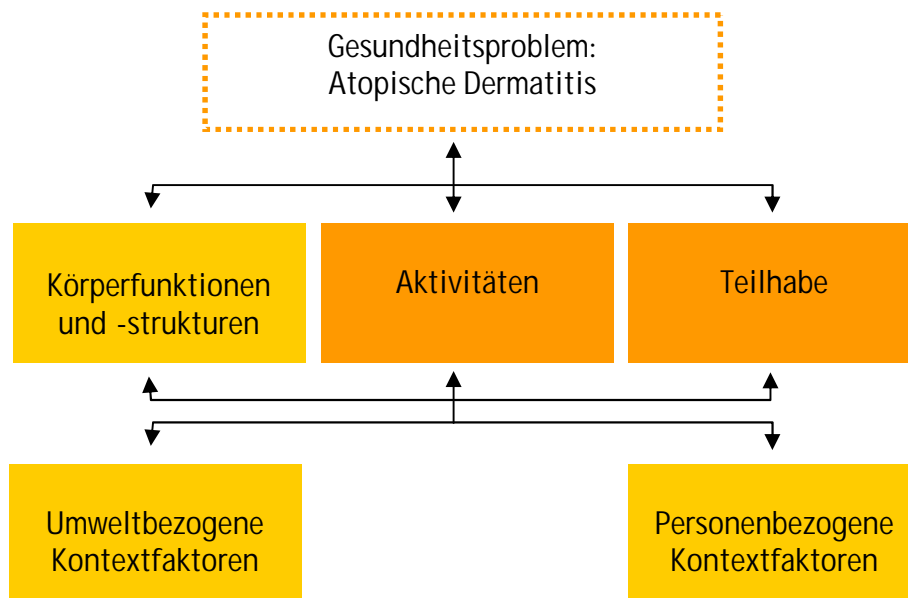 Gesundheitsproblem:
Atopische Dermatitis
Körperfunktionen
und -strukturen
Aktivitäten
Teilhabe
Umweltbezogene
Kontextfaktoren
Personenbezogene
Kontextfaktoren